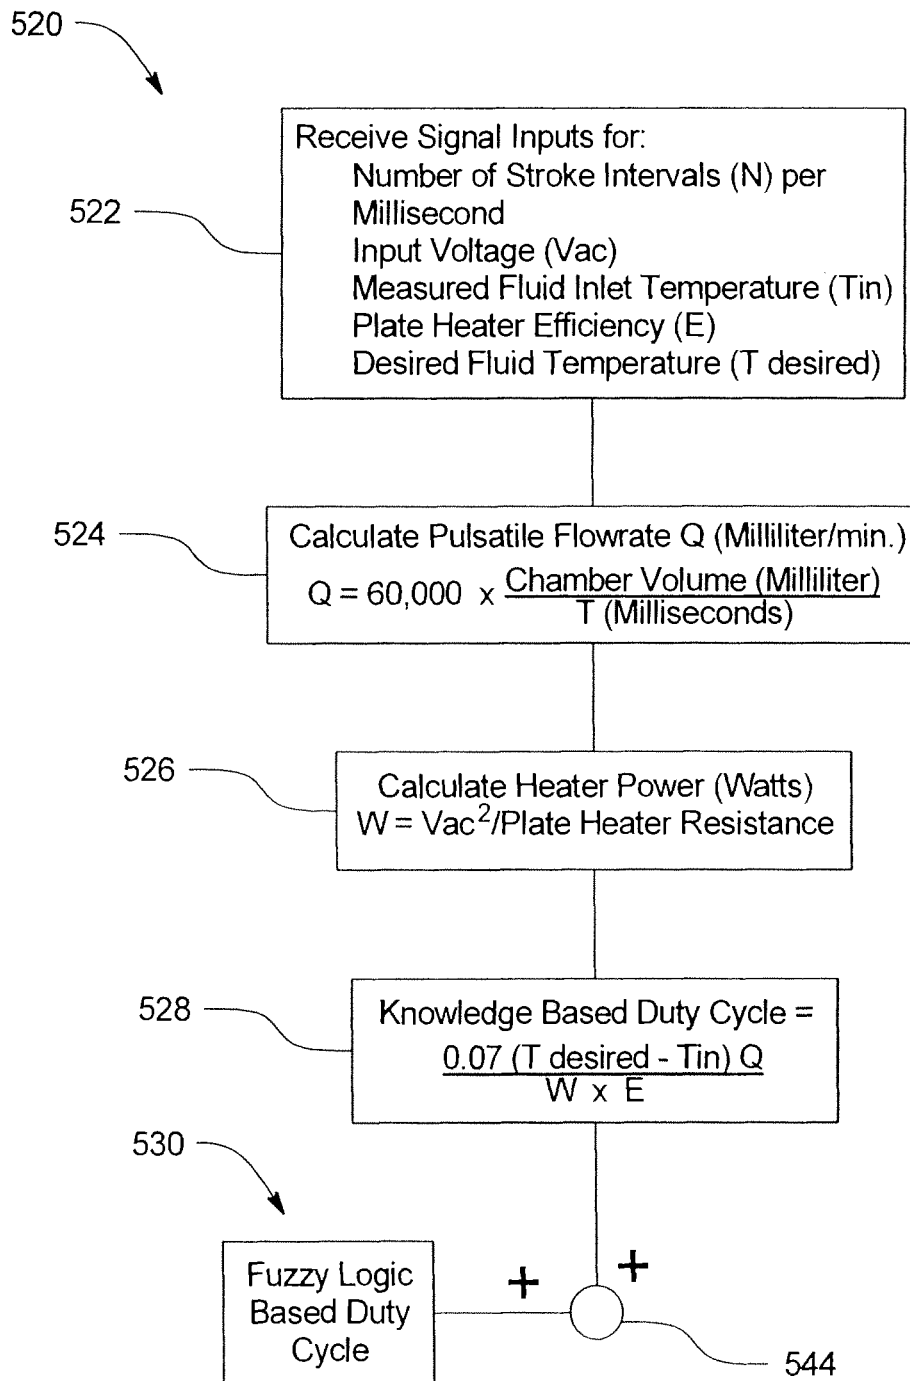 520
Receive Signal Inputs for:
Number of Stroke Intervals (N) per
Millisecond
522
Input Voltage (Vac)
Measured Fluid Inlet Temperature (Tin)
Plate Heater Efficiency (E)
Desired Fluid Temperature (T desired)
524
Calculate Pulsatile Flowrate Q (Milliliter/min.)
Q = 60,000 x Chamber Volume (Milliliter)
T (Milliseconds)
526
Calculate Heater Power (Watts)
W = Vac²/Plate Heater Resistance
528
Knowledge Based Duty Cycle =
0.07 (T desired - Tin) Q
W x E
530
Fuzzy Logic
Based Duty
Cycle
+
+
544